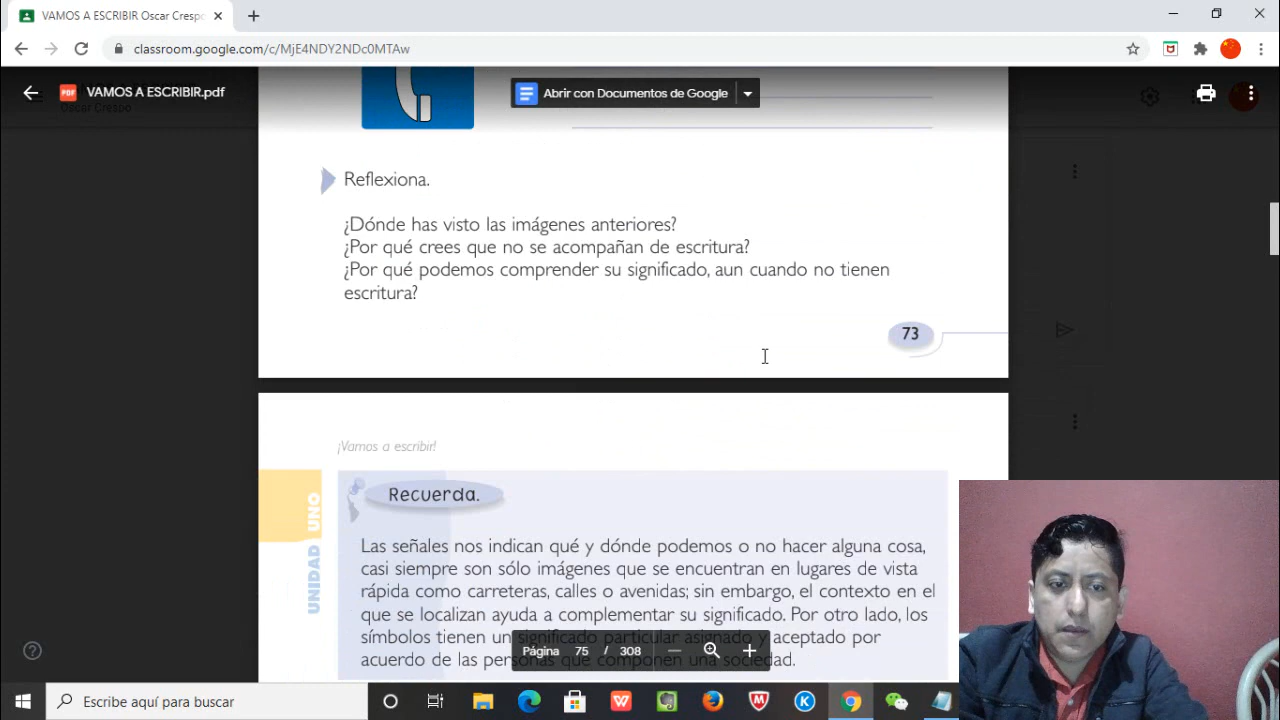 VAMOS A ESCRIBIR Oscar Crespo
classroom.google.com/c/MjE4NDY2NDc0MTAw
PDF VAMOS A ESCRIBIR.pdf
Oscar Crespo
Abrir con Documentos de Google
Reflexiona.
¿Dónde has visto las imágenes anteriores?
¿Por qué crees que no se acompañan de escritura?
¿Por qué podemos comprender su significado, aun cuando no tienen
escritura?
73
¡Vamos a escribir!
UNIDAD UNO
Recuerda.
Las señales nos indican qué y dónde podemos o no hacer alguna cosa,
casi siempre son sólo imágenes que se encuentran en lugares de vista
rápida como carreteras, calles o avenidas; sin embargo, el contexto en el
que se localizan ayuda a complementar su significado. Por otro lado, los
símbolos tienen un significado particular asignado y aceptado por
acuerdo de las personas que componen una sociedad.
Página 75 / 308
Escribe aquí para buscar